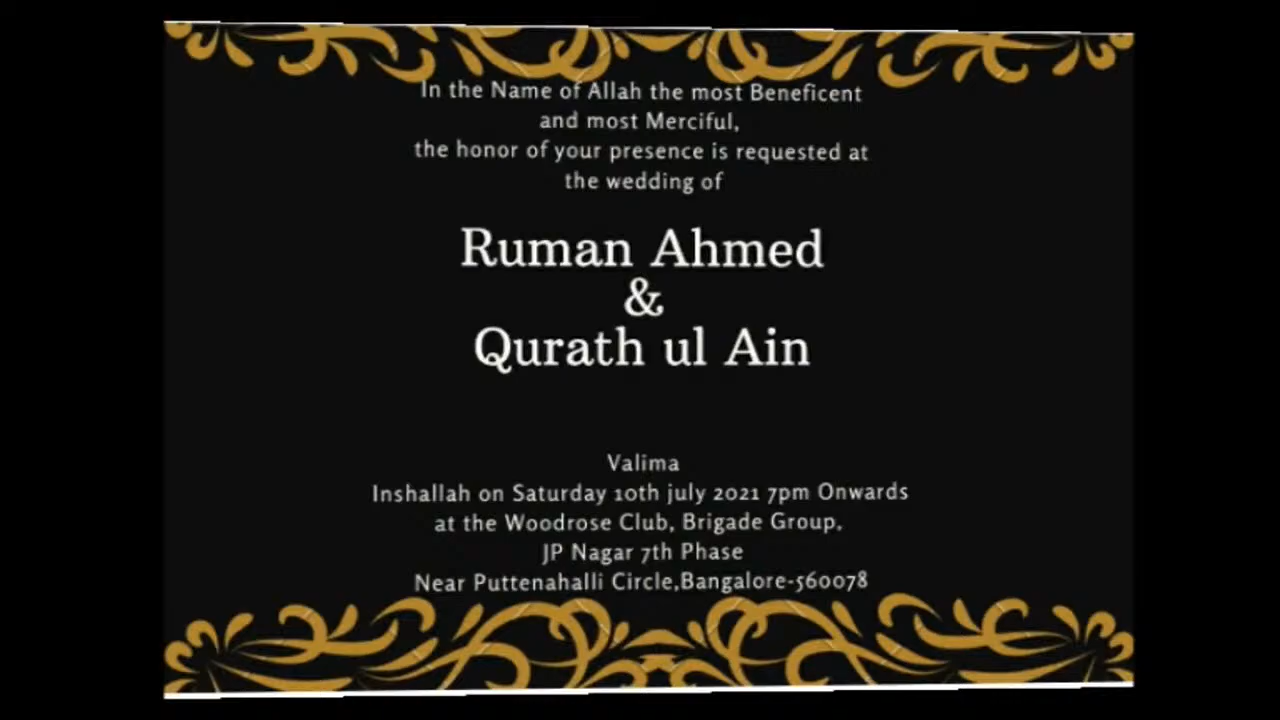 In the Name of Allah the most Beneficent
and most Merciful,
the honor of your presence is requested at
the wedding of
Ruman Ahmed
&
Qurath ul Ain
Valima
Inshallah on Saturday 10th july 2021 7pm Onwards
at the Woodrose Club, Brigade Group,
JP Nagar 7th Phase
Near Puttenahalli Circle,Bangalore-560078